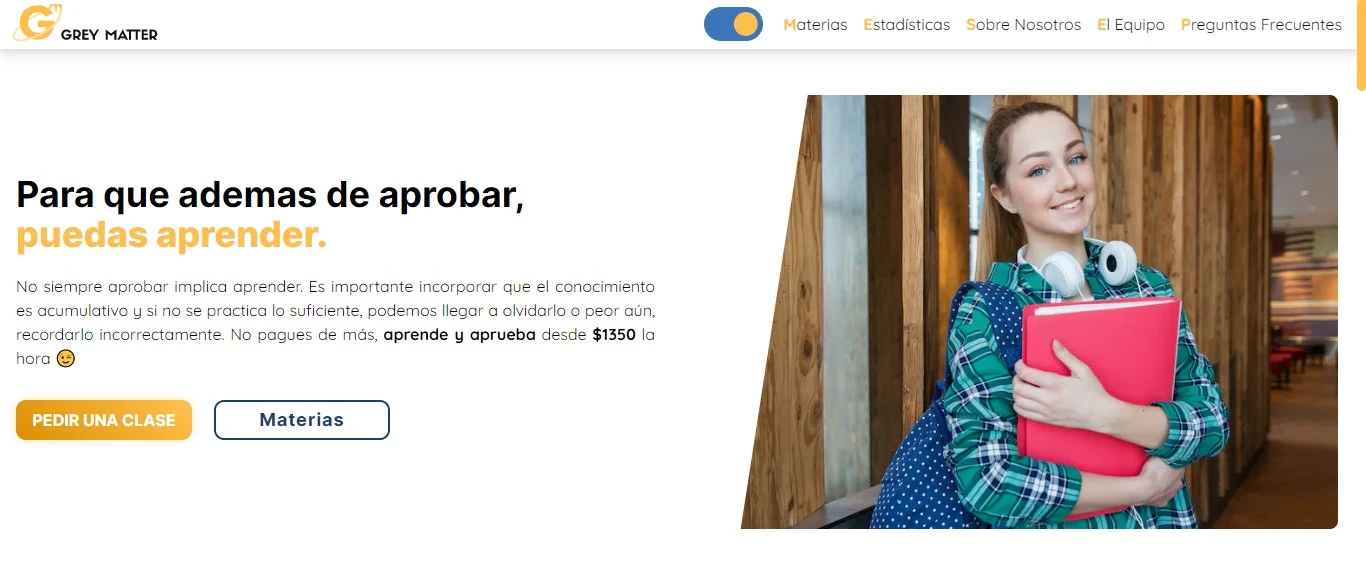 GREY MATTER
Materias Estadísticas Sobre Nosotros El Equipo Preguntas Frecuentes
Para que ademas de aprobar,
puedas aprender.
No siempre aprobar implica aprender. Es importante incorporar que el conocimiento
es acumulativo y si no se practica lo suficiente, podemos llegar a olvidarlo o peor aún,
recordarlo incorrectamente. No pagues de más, aprende y aprueba desde $1350 la
hora 😉
PEDIR UNA CLASE Materias